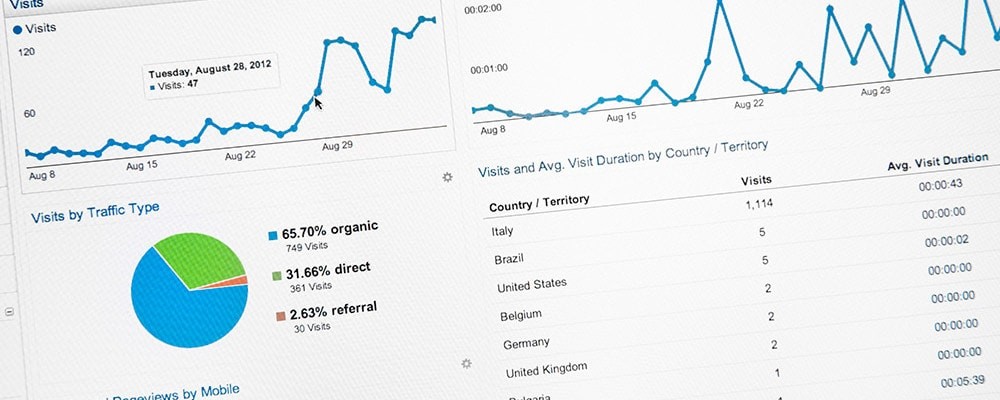 Visits
Visits
120
Tuesday, August 28, 2012
Visits: 47
60
Aug 8
Aug 15
Aug 22
Aug 29
00:02:00
00:01:00
Aug 8
Aug 15
Aug 22
Aug 29
Visits by Traffic Type
65.70% organic
749 Visits
31.66% direct
361 Visits
2.63% referral
30 Visits
Pageviews by Mobile
Visits and Avg. Visit Duration by Country / Territory
Country / Territory Visits Avg. Visit Duration
Italy 1,114 00:00:43
Brazil 5 00:00:00
United States 5 00:00:02
Belgium 2 00:00:00
Germany 2 00:00:00
United Kingdom 2 00:00:00
Bulgaria 1 00:00:00
00:05:39